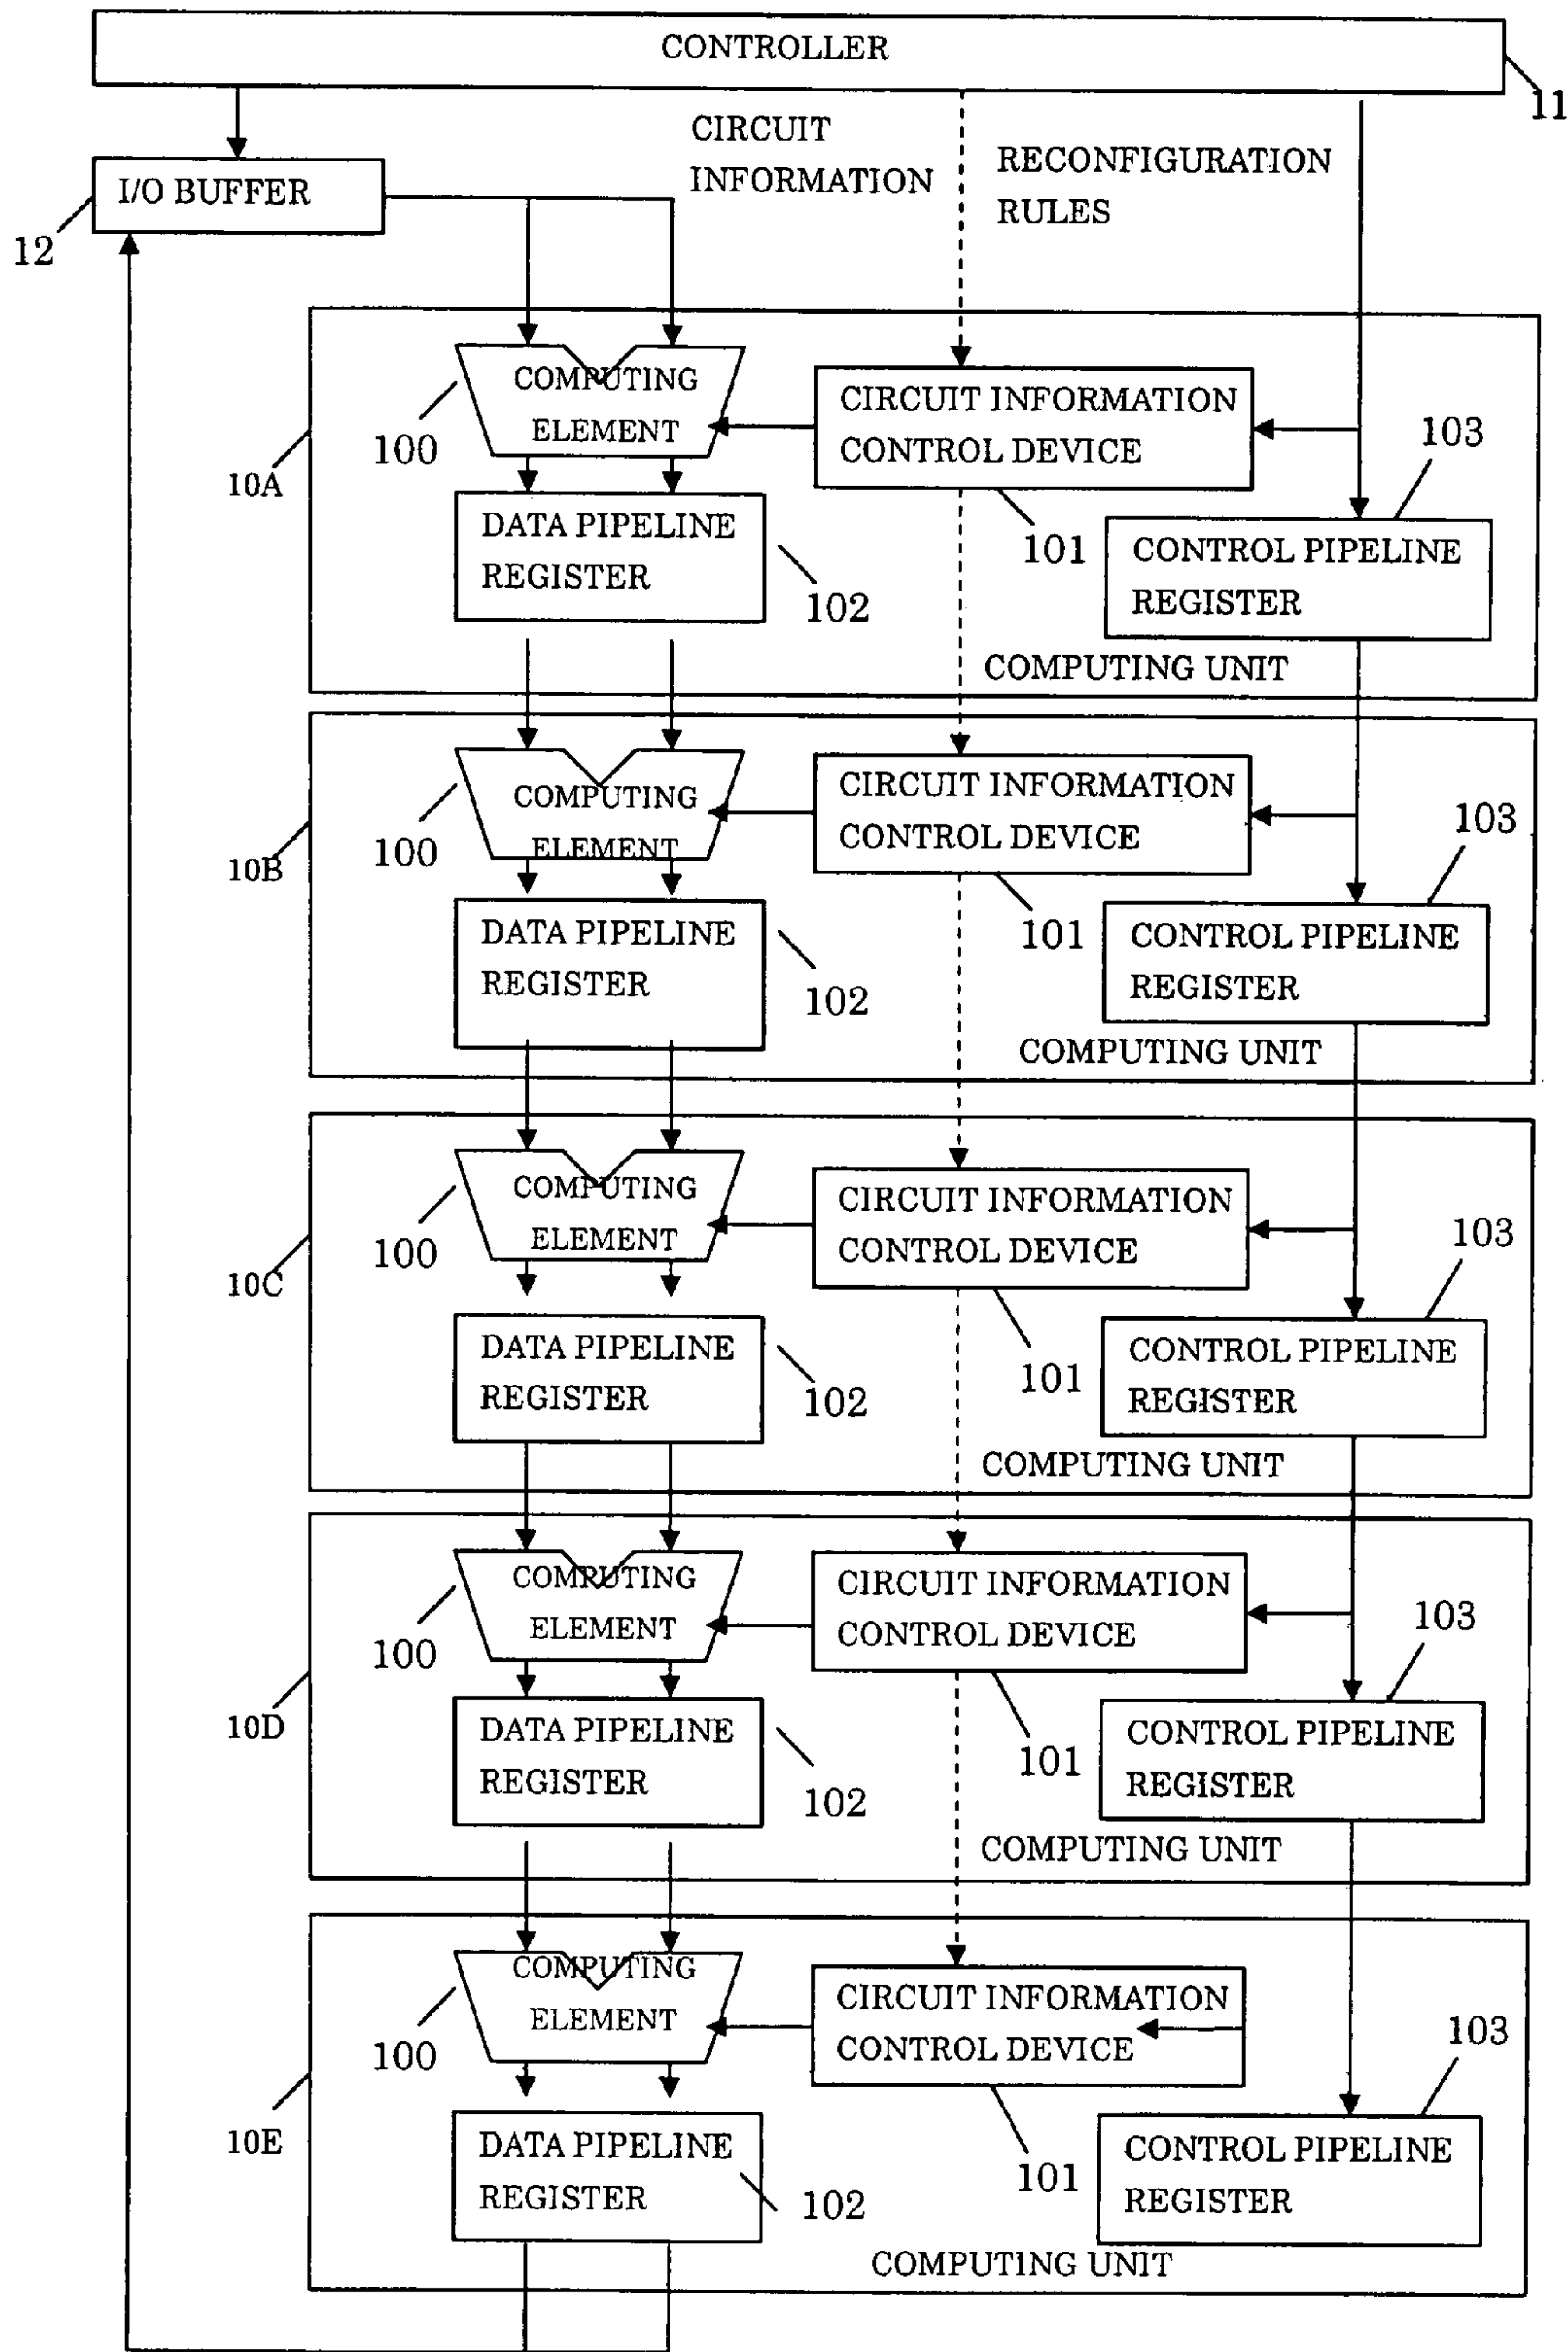 CONTROLLER
11
CIRCUIT
INFORMATION
RECONFIGURATION
RULES
I/O BUFFER
12
COMPUTING
ELEMENT
100
CIRCUIT INFORMATION
CONTROL DEVICE
103
10A
DATA PIPELINE
REGISTER
102
101
CONTROL PIPELINE
REGISTER
COMPUTING UNIT
COMPUTING
ELEMENT
100
CIRCUIT INFORMATION
CONTROL DEVICE
103
10B
DATA PIPELINE
REGISTER
102
101
CONTROL PIPELINE
REGISTER
COMPUTING UNIT
COMPUTING
ELEMENT
100
CIRCUIT INFORMATION
CONTROL DEVICE
103
10C
DATA PIPELINE
REGISTER
102
101
CONTROL PIPELINE
REGISTER
COMPUTING UNIT
COMPUTING
ELEMENT
100
CIRCUIT INFORMATION
CONTROL DEVICE
103
10D
DATA PIPELINE
REGISTER
102
101
CONTROL PIPELINE
REGISTER
COMPUTING UNIT
COMPUTING
ELEMENT
100
CIRCUIT INFORMATION
CONTROL DEVICE
103
10E
DATA PIPELINE
REGISTER
102
101
CONTROL PIPELINE
REGISTER
COMPUTING UNIT